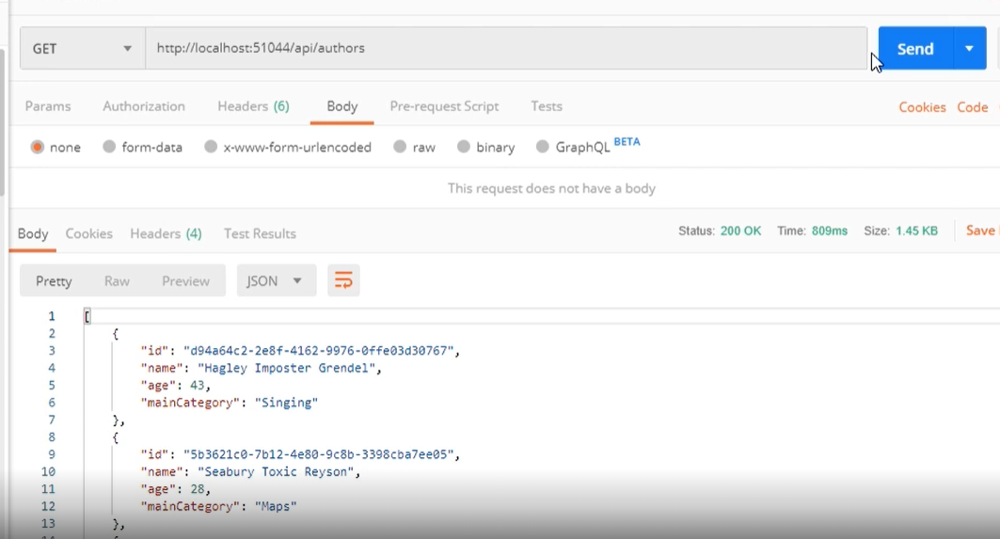 GET http://localhost:51044/api/authors Send
Params Authorization Headers (6) Body Pre-request Script Tests Cookies Code
none form-data x-www-form-urlencoded raw binary GraphQL BETA
This request does not have a body
Body Cookies Headers (4) Test Results Status: 200 OK Time: 809ms Size: 1.45 KB Save
Pretty Raw Preview JSON
1 [
2 {
3 "id": "d94a64c2-2e8f-4162-9976-0ffe03d30767",
4 "name": "Hagley Imposter Grendel",
5 "age": 43,
6 "mainCategory": "Singing"
7 },
8 {
9 "id": "5b3621c0-7b12-4e80-9c8b-3398cba7ee05",
10 "name": "Seabury Toxic Reyson",
11 "age": 28,
12 "mainCategory": "Maps"
13 },